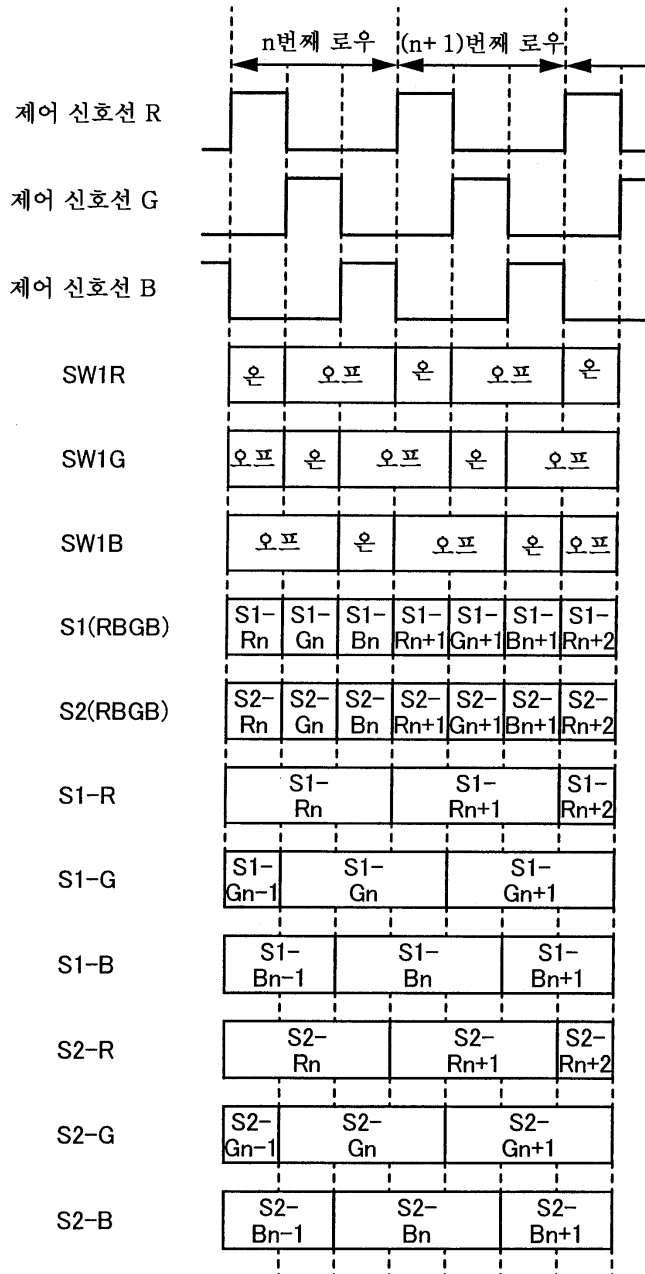 n번째 로우 (n+1)번째 로우
제어 신호선 R
제어 신호선 G
제어 신호선 B
SW1R 온 오프 온 오프 온
SW1G 오프 온 오프 온 오프
SW1B 오프 온 오프 온 오프
S1(RBGB) S1-Rn S1-Gn S1-Bn S1-Rn+1 S1-Gn+1 S1-Bn+1 S1-Rn+2
S2(RBGB) S2-Rn S2-Gn S2-Bn S2-Rn+1 S2-Gn+1 S2-Bn+1 S2-Rn+2
S1-R S1-Rn S1-Rn+1 S1-Rn+2
S1-G S1-Gn-1 S1-Gn S1-Gn+1
S1-B S1-Bn-1 S1-Bn S1-Bn+1
S2-R S2-Rn S2-Rn+1 S2-Rn+2
S2-G S2-Gn-1 S2-Gn S2-Gn+1
S2-B S2-Bn-1 S2-Bn S2-Bn+1